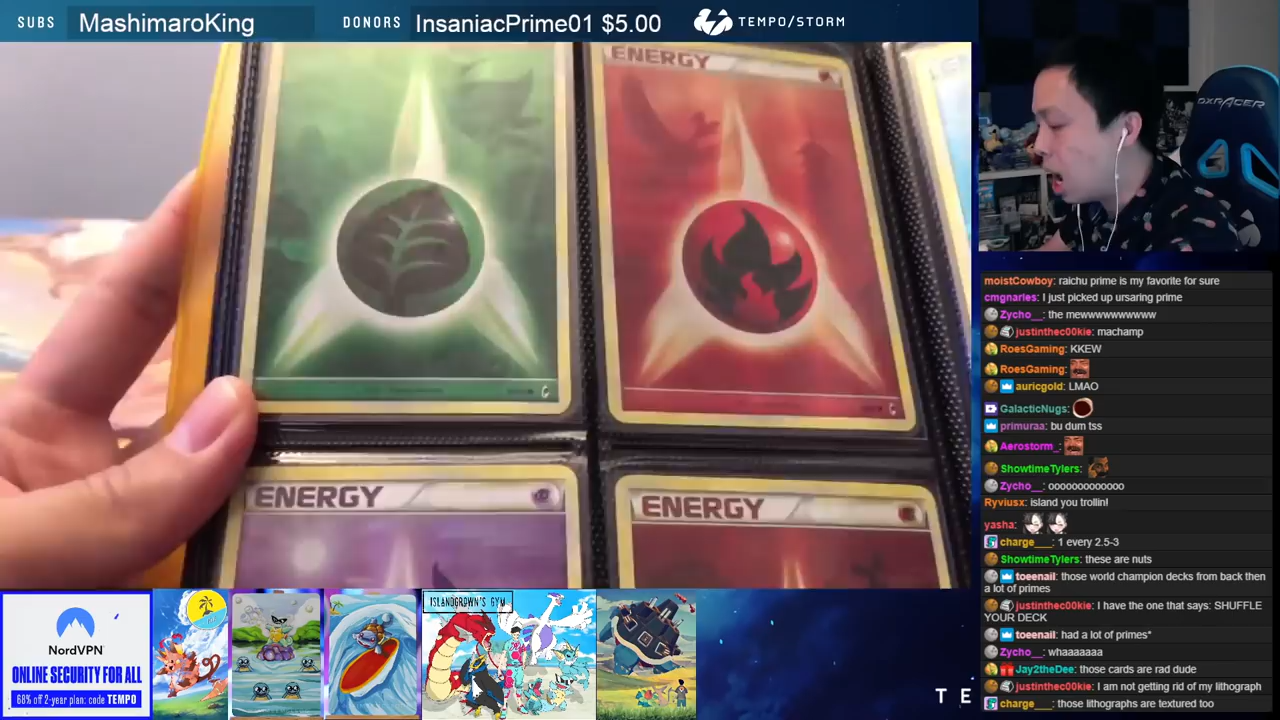 SUBS MashimaroKing DONORS InsaniacPrime01 $5.00 TEMPO/STORM
ENERGY
DXRACER
ENERGY
ENERGY
moistCowboy: raichu prime is my favorite for sure
cmgnarles: I just picked up ursaring prime
Zycho__: the mewwwwwwwwww
justinthec00kie: machamp
RoesGaming: KKEW
RoesGaming:
auricgold: LMAO
GalacticNugs:
primuraa: bu dum tss
Aerostorm_:
ShowtimeTylers:
Zycho__: ooooooooooooo
Ryviusx: island you trollin!
yasha:
charge___: 1 every 2.5-3
ShowtimeTylers: these are nuts
toeenail: those world champion decks from back then
a lot of primes
justinthec00kie: I have the one that says: SHUFFLE
YOUR DECK
toeenail: had a lot of primes*
Zycho__: whaaaaaaa
Jay2theDee: those cards are rad dude
justinthec00kie: I am not getting rid of my lithograph
charge___: those lithographs are textured too
NordVPN
ONLINE SECURITY FOR ALL
68% off 2-year plan: code TEMPO
ISLANDGROWN'S GYM
T E